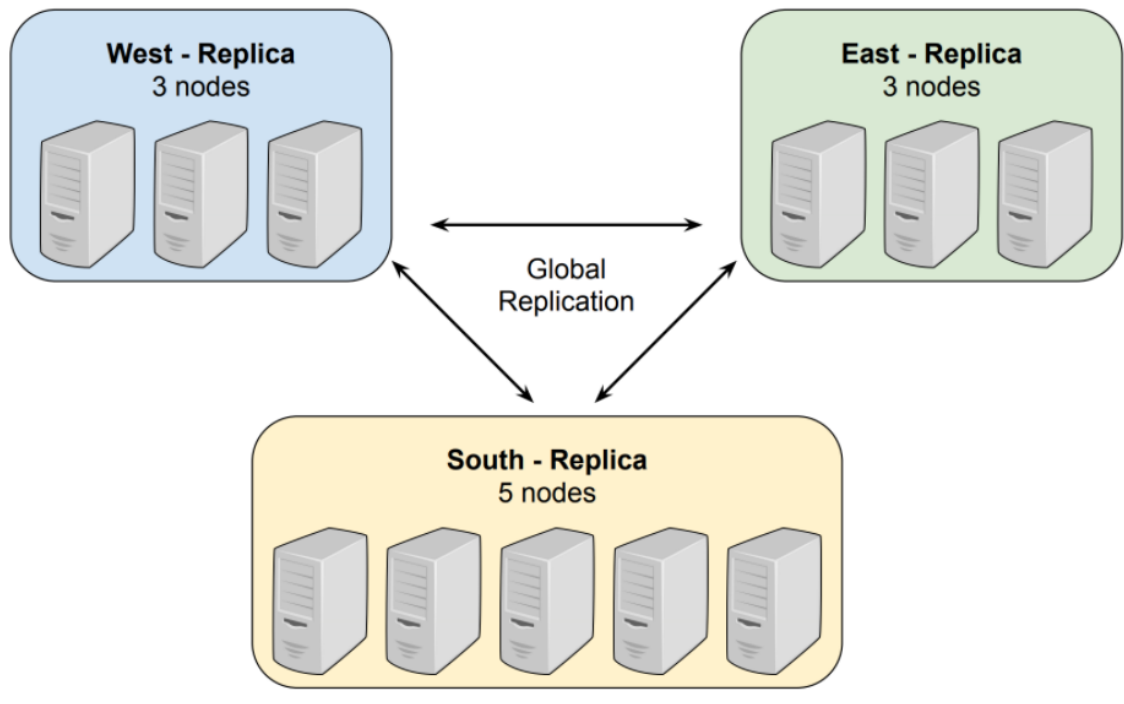 West - Replica
3 nodes
East - Replica
3 nodes
Global
Replication
South - Replica
5 nodes